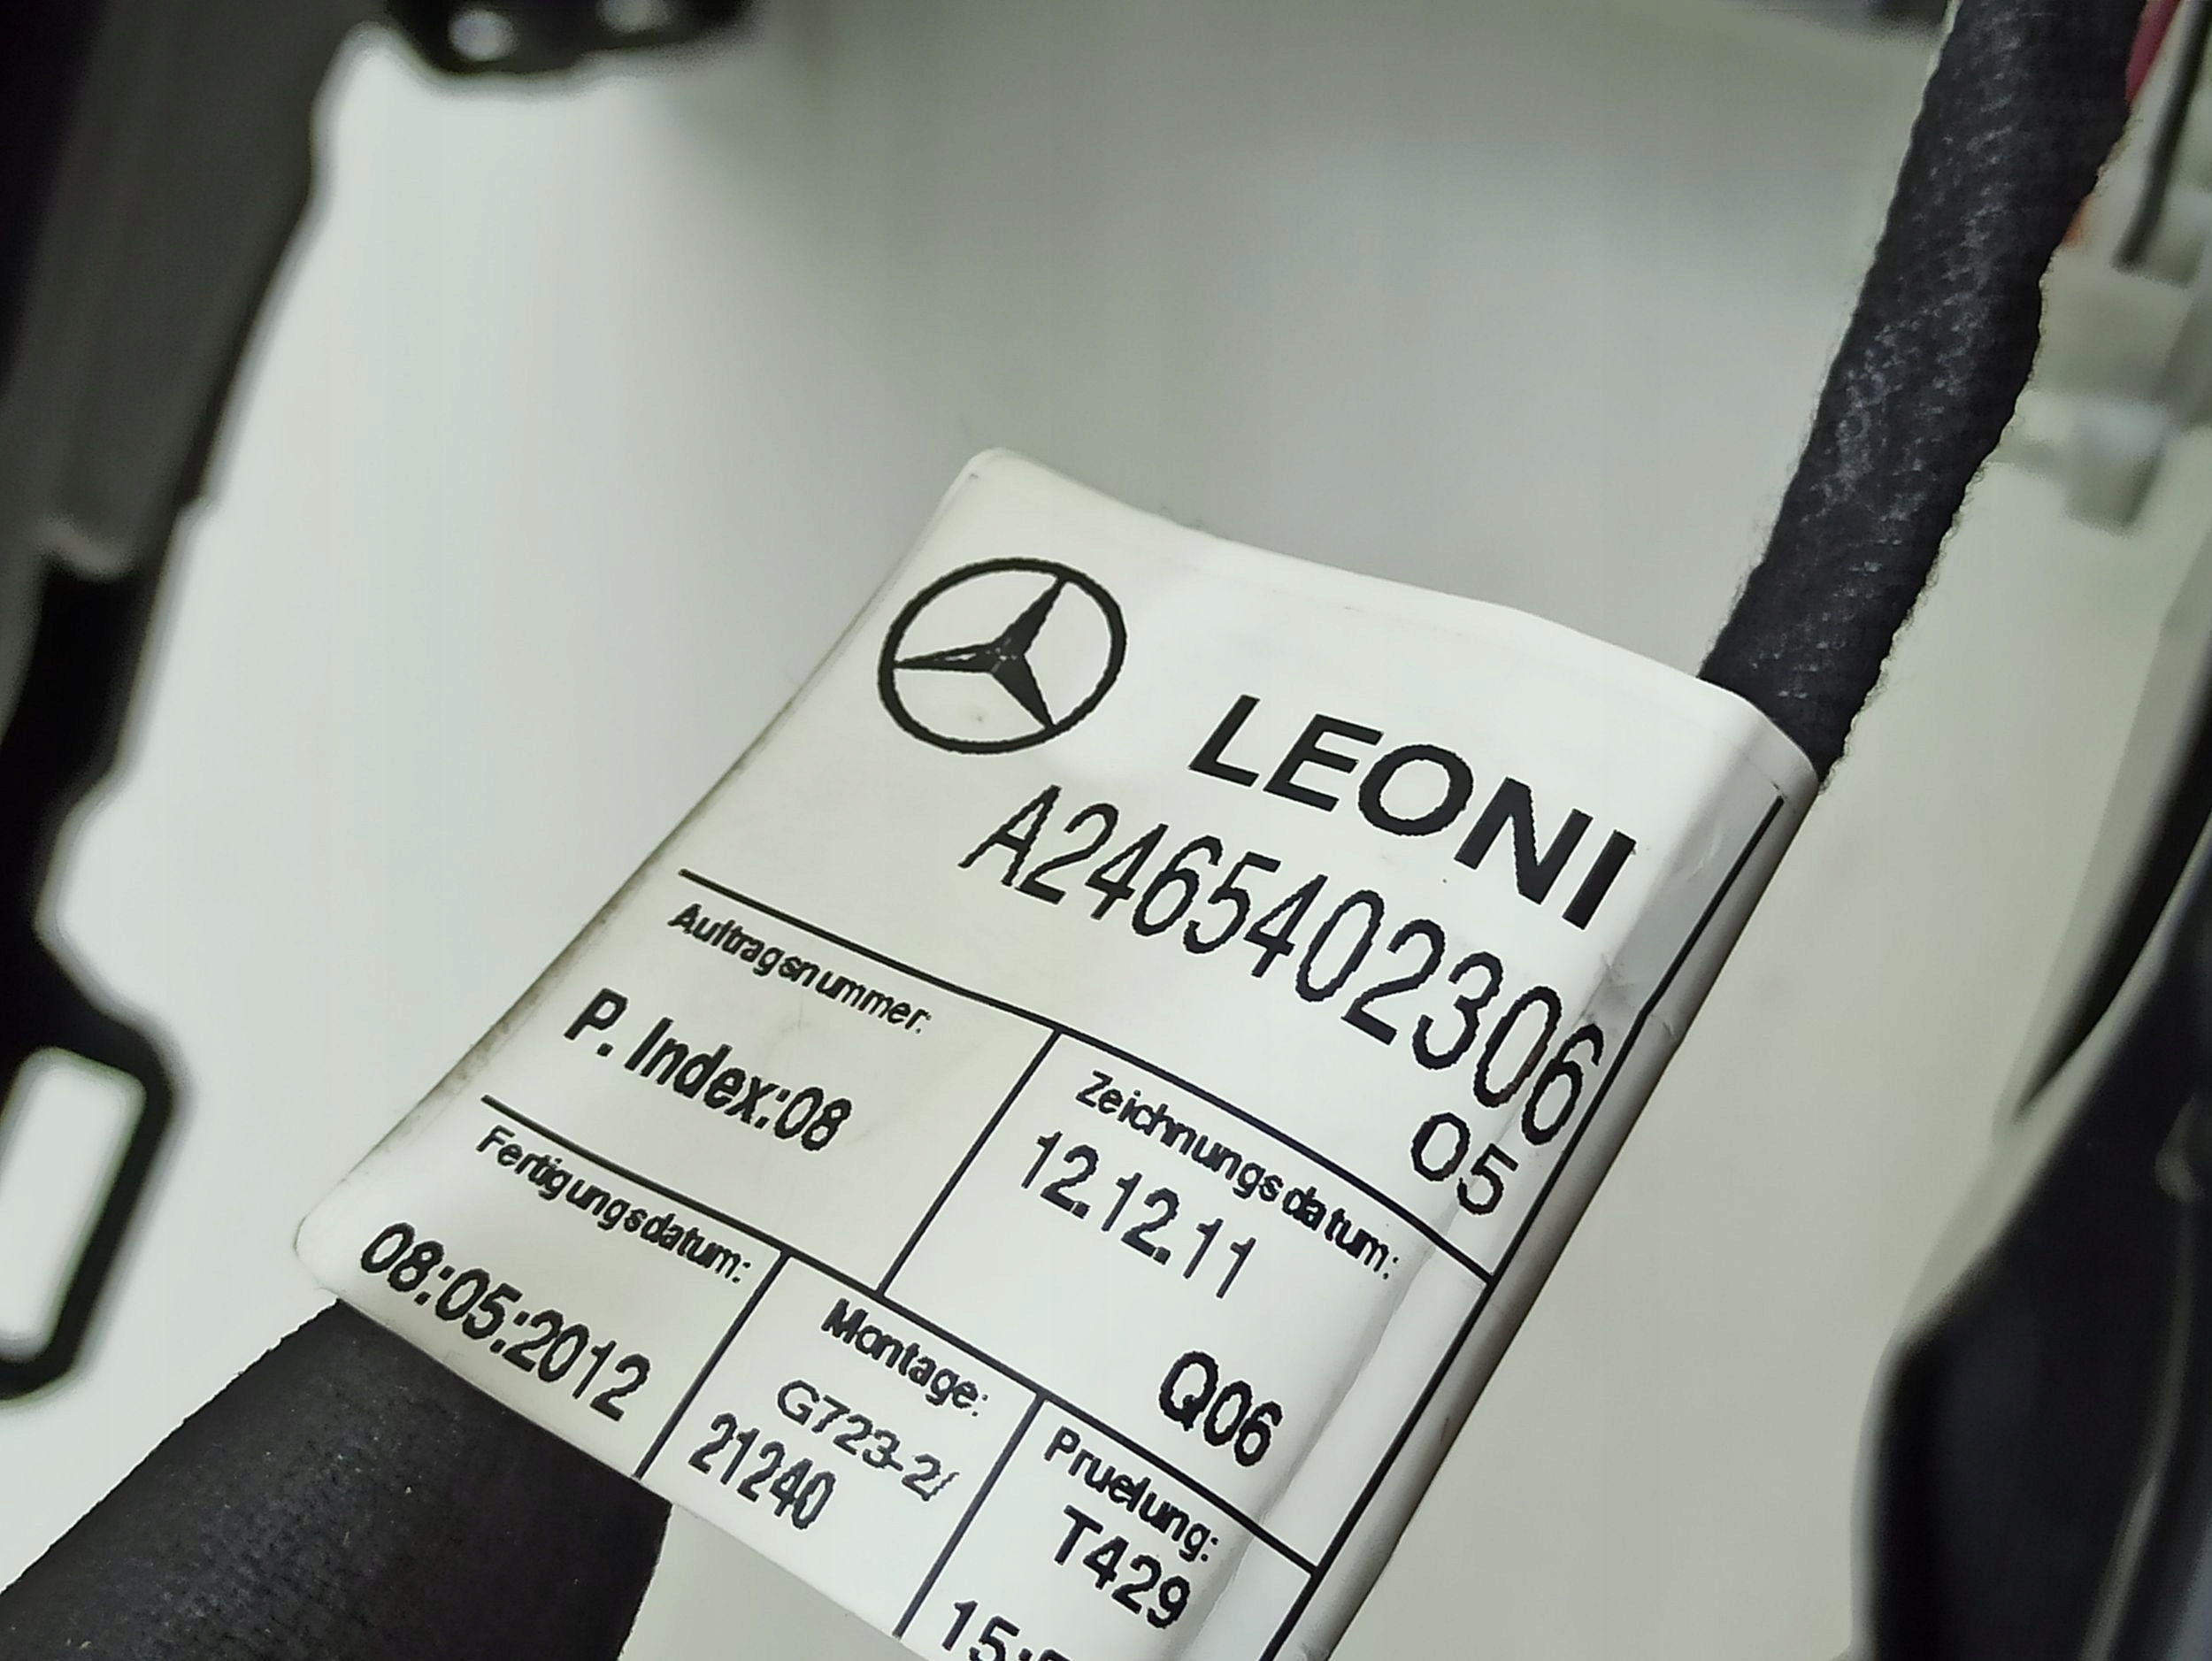 LEONI
A2465402306
05
Auftragsnummer:
P. Index:08
Zeichnungsdatum:
12.12.11
Q06
Fertigungsdatum:
08:05:2012
Montage:
G723-2/
21240
Pruefung:
T429
15: